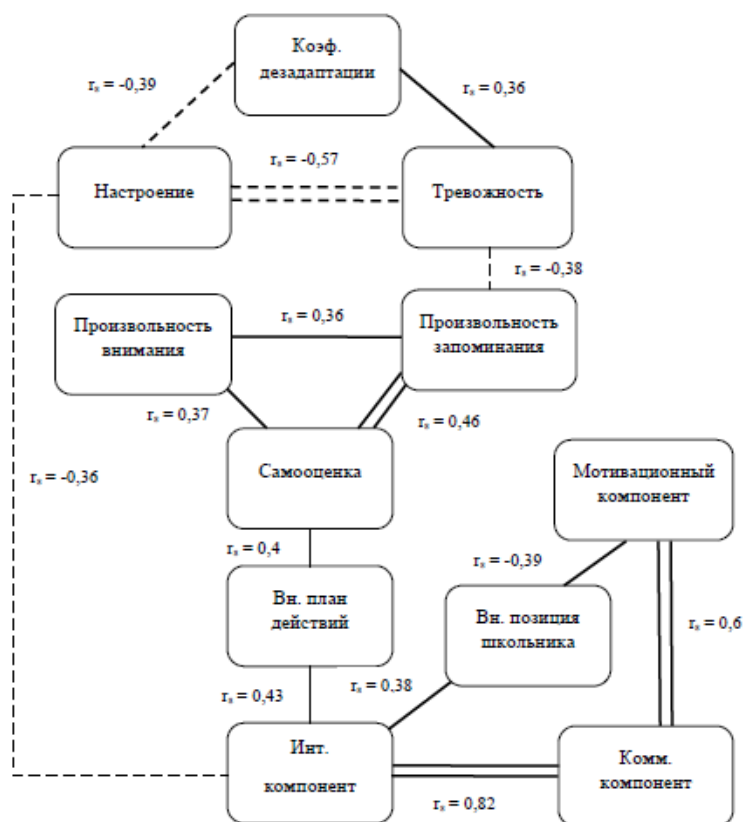 Коэф.
дезадаптации
rₛ = -0,39
rₛ = 0,36
rₛ = -0,57
Настроение
Тревожность
rₛ = -0,38
Произвольность
внимания
rₛ = 0,36
Произвольность
запоминания
rₛ = 0,37
rₛ = 0,46
Самооценка
Мотивационный
компонент
rₛ = -0,36
rₛ = 0,4
rₛ = -0,39
Вн. план
действий
Вн. позиция
школьника
rₛ = 0,6
rₛ = 0,43
rₛ = 0,38
Инт.
компонент
Комм.
компонент
rₛ = 0,82